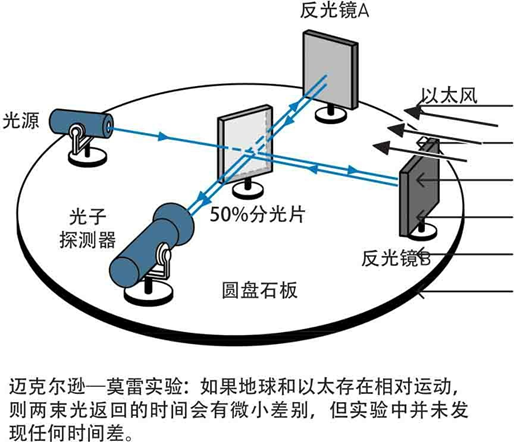 反光镜A
以太风
光源
50%分光片
光子
探测器
反光镜B
圆盘石板
迈克尔逊—莫雷实验：如果地球和以太存在相对运动，
则两束光返回的时间会有微小差别，但实验中并未发
现任何时间差。